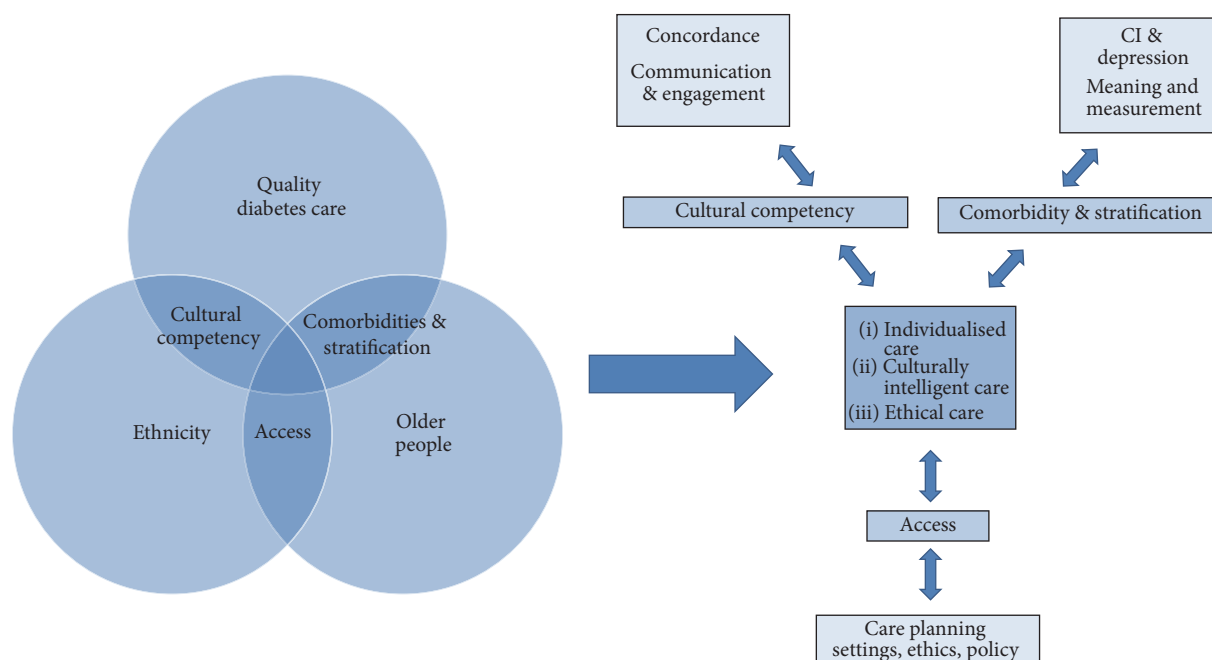 Quality
diabetes care
Cultural
competency
Comorbidities &
stratification
Ethnicity
Access
Older
people
Concordance
Communication
& engagement
CI &
depression
Meaning and
measurement
Cultural competency
Comorbidity & stratification
(i) Individualised
care
(ii) Culturally
intelligent care
(iii) Ethical care
Access
Care planning
settings, ethics, policy